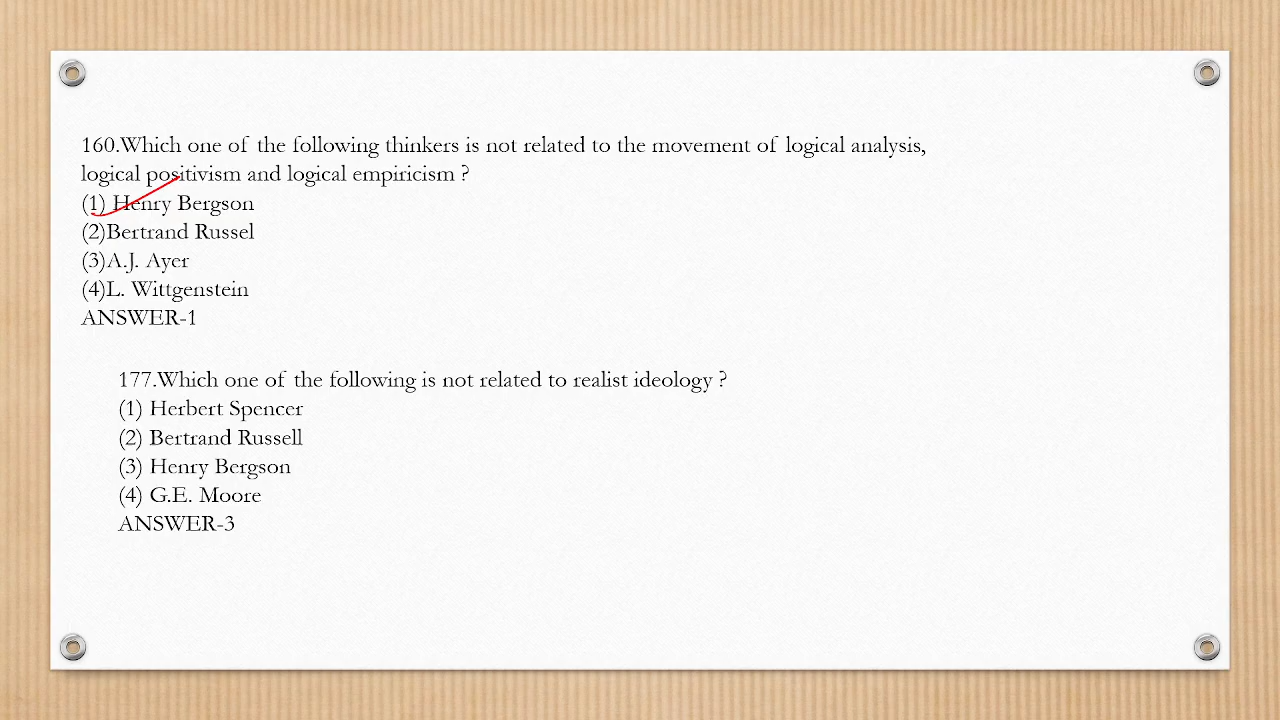 160.Which one of the following thinkers is not related to the movement of logical analysis,
logical positivism and logical empiricism ?
(1) Henry Bergson
(2)Bertrand Russel
(3)A.J. Ayer
(4)L. Wittgenstein
ANSWER-1
177.Which one of the following is not related to realist ideology ?
(1) Herbert Spencer
(2) Bertrand Russell
(3) Henry Bergson
(4) G.E. Moore
ANSWER-3